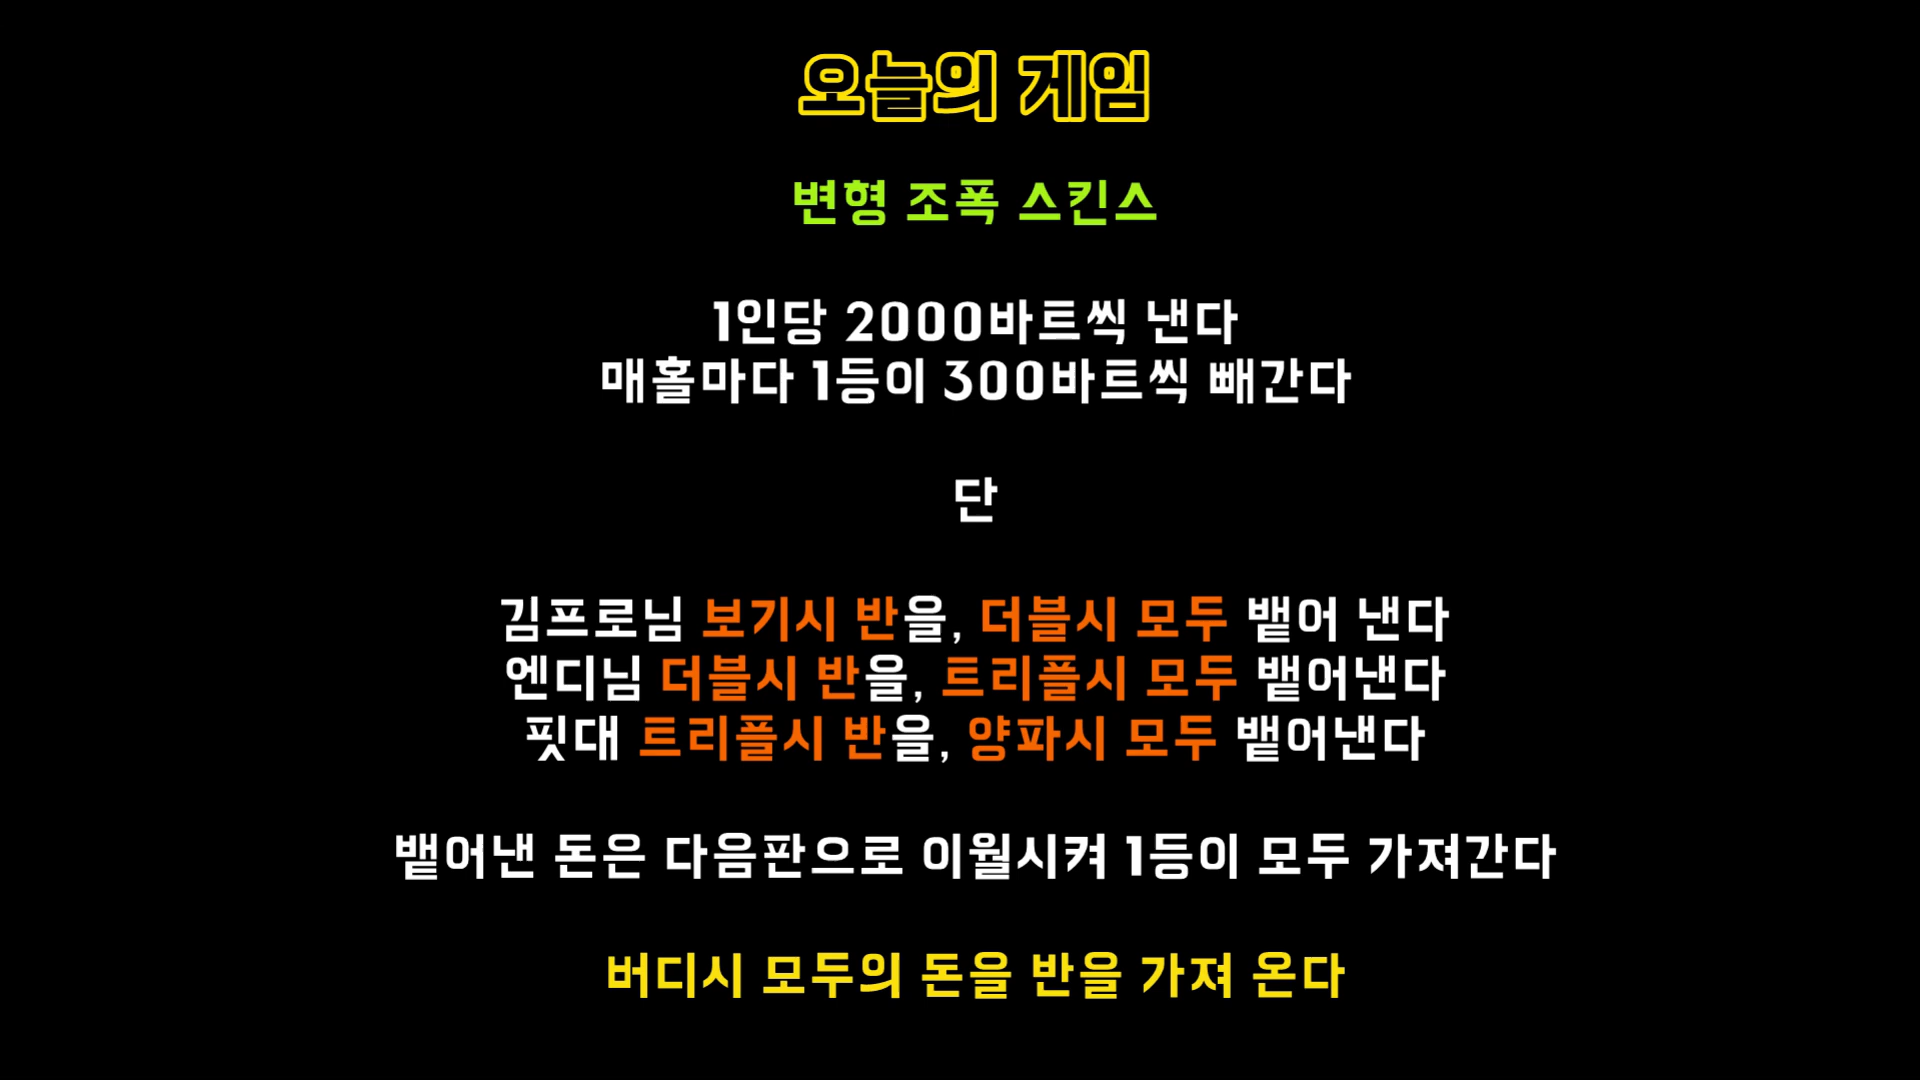 오늘의 게임
변형 조폭 스킨스
1인당 2000바트씩 낸다
매홀마다 1등이 300바트씩 빼간다
단
김프로님 보기시 반을, 더블시 모두 뱉어 낸다
엔디님 더블시 반을, 트리플시 모두 뱉어낸다
핏대 트리플시 반을, 양파시 모두 뱉어낸다
뱉어낸 돈은 다음판으로 이월시켜 1등이 모두 가져간다
버디시 모두의 돈을 반을 가져 온다